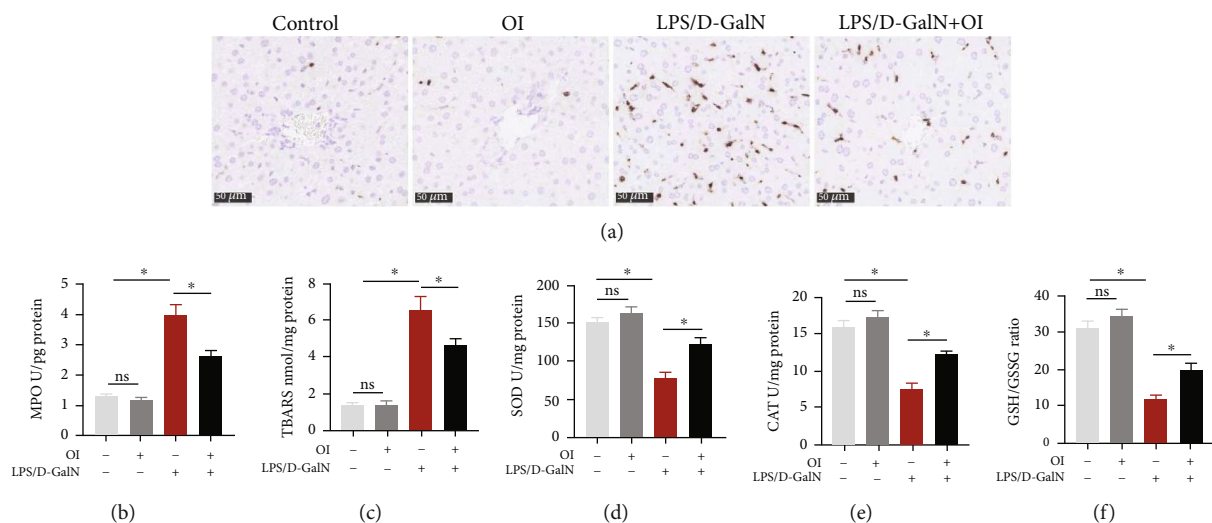 Control OI LPS/D-GalN LPS/D-GalN+OI
50 μm 50 μm 50 μm 50 μm
(a)
MPO U/pg protein
5
4
3
2
1
0
* * ns
OI – + – +
LPS/D-GalN – – + +
(b)
TBARS nmol/mg protein
8
6
4
2
0
* * ns
OI – + – +
LPS/D-GalN – – + +
(c)
SOD U/mg protein
200
150
100
50
0
* ns *
OI – + – +
LPS/D-GalN – – + +
(d)
CAT U/mg protein
20
15
10
5
0
* ns *
OI – + – +
LPS/D-GalN – – + +
(e)
GSH/GSSG ratio
40
30
20
10
0
* ns *
OI – + – +
LPS/D-GalN – – + +
(f)